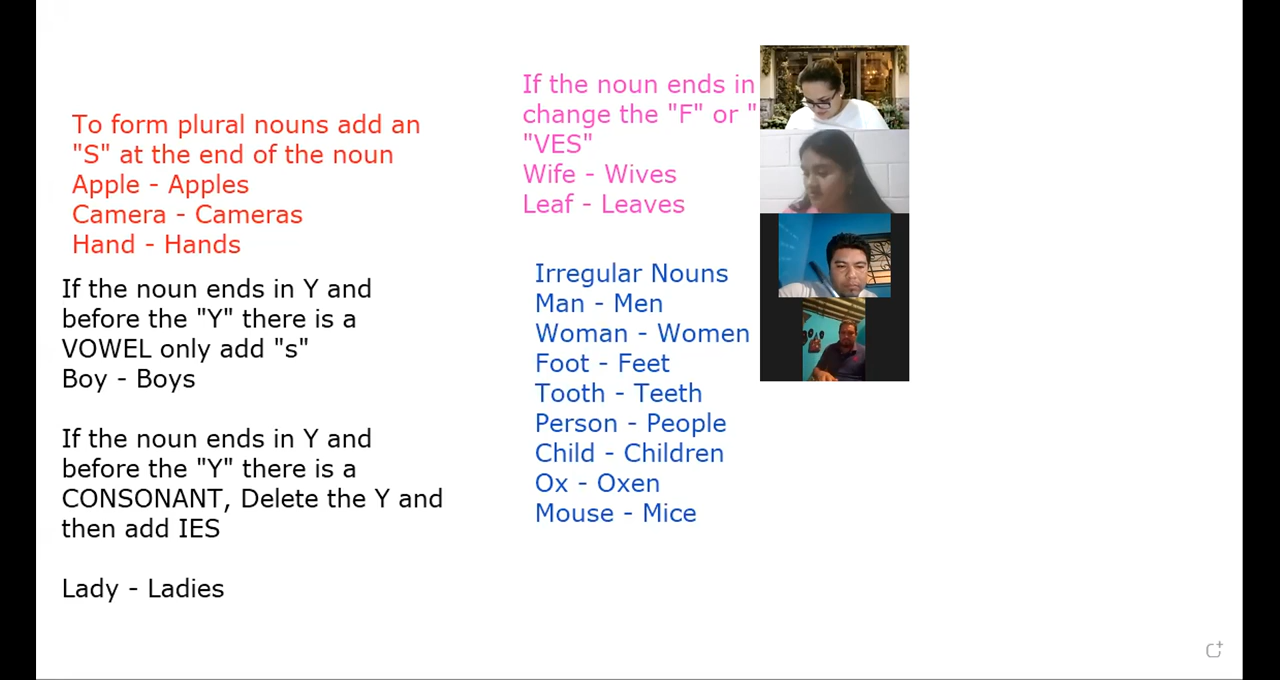 To form plural nouns add an
"S" at the end of the noun
Apple - Apples
Camera - Cameras
Hand - Hands
If the noun ends in Y and
before the "Y" there is a
VOWEL only add "s"
Boy - Boys
If the noun ends in Y and
before the "Y" there is a
CONSONANT, Delete the Y and
then add IES
Lady - Ladies
If the noun ends in
change the "F" or "
"VES"
Wife - Wives
Leaf - Leaves
Irregular Nouns
Man - Men
Woman - Women
Foot - Feet
Tooth - Teeth
Person - People
Child - Children
Ox - Oxen
Mouse - Mice